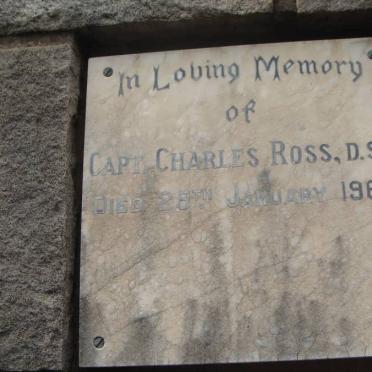 In Loving Memory
of
CAPT. CHARLES ROSS, D.S
DIED 28TH JANUARY 196